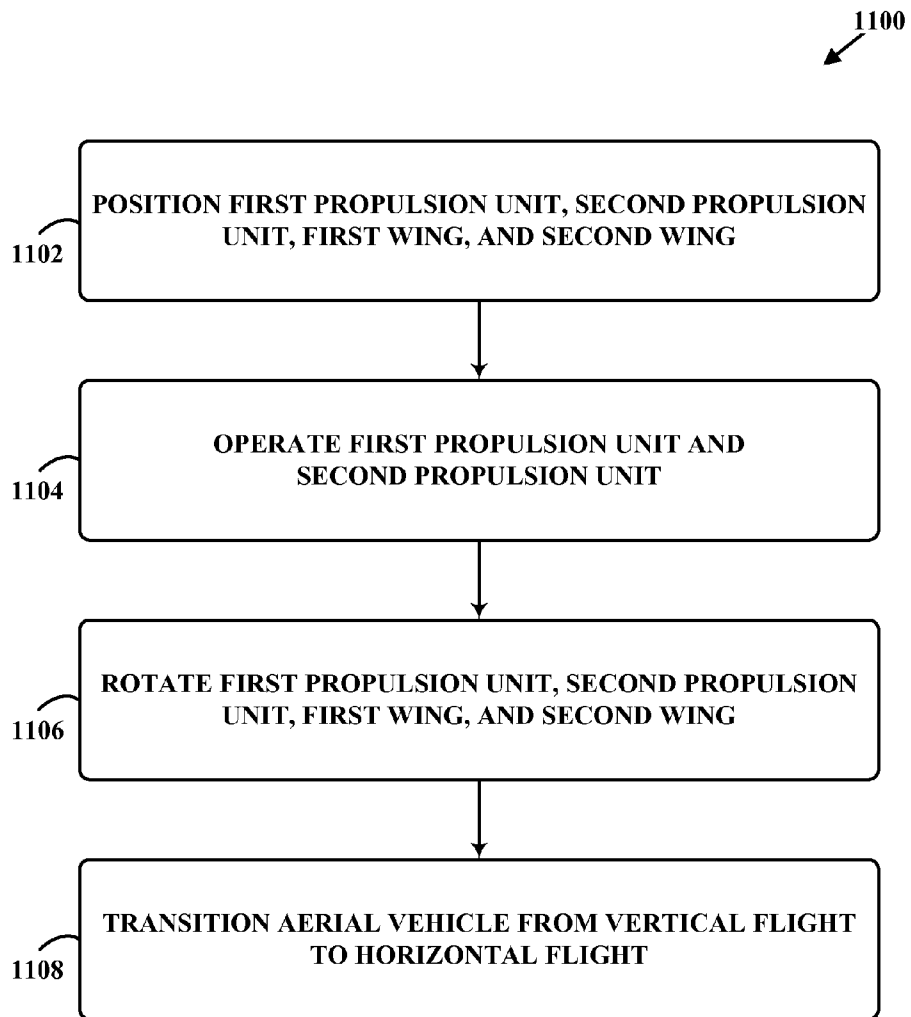 1100
POSITION FIRST PROPULSION UNIT, SECOND PROPULSION
UNIT, FIRST WING, AND SECOND WING
1102
OPERATE FIRST PROPULSION UNIT AND
SECOND PROPULSION UNIT
1104
ROTATE FIRST PROPULSION UNIT, SECOND PROPULSION
UNIT, FIRST WING, AND SECOND WING
1106
TRANSITION AERIAL VEHICLE FROM VERTICAL FLIGHT
TO HORIZONTAL FLIGHT
1108